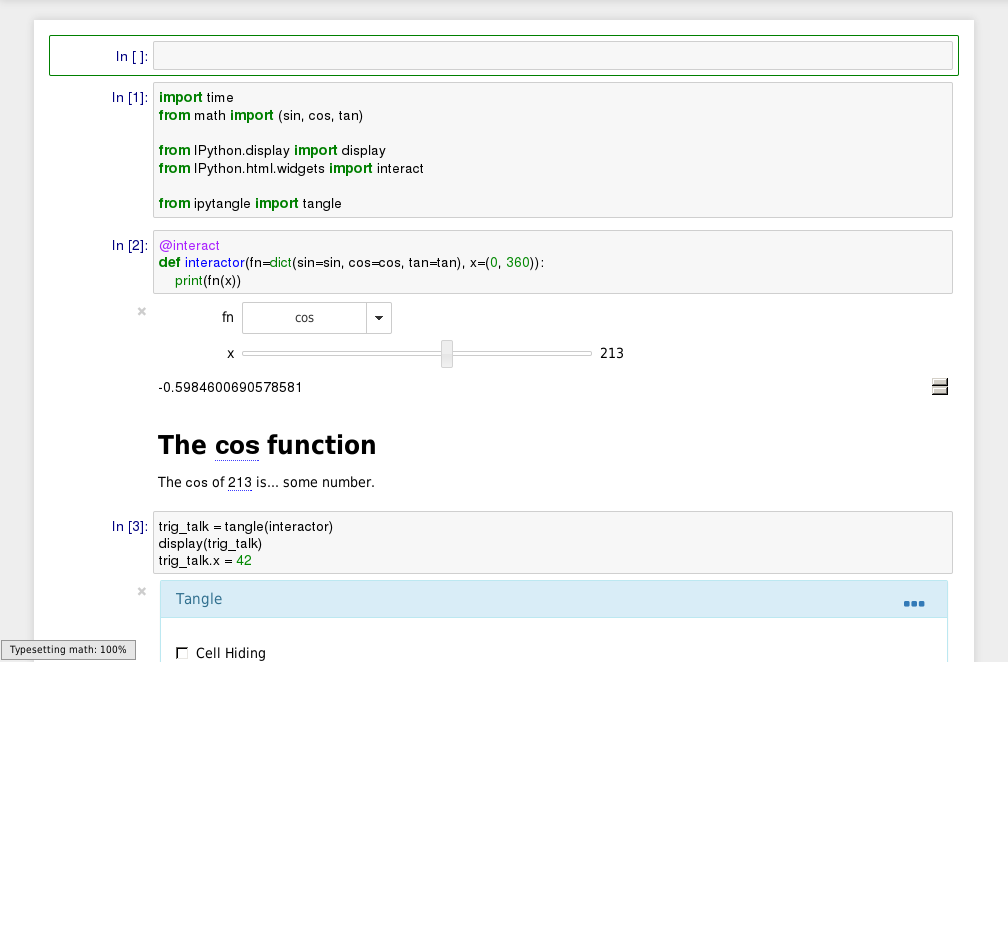 In [ ]:
In [1]:
import time
from math import (sin, cos, tan)
from IPython.display import display
from IPython.html.widgets import interact
from ipytangle import tangle
In [2]:
@interact
def interactor(fn=dict(sin=sin, cos=cos, tan=tan), x=(0, 360)):
print(fn(x))
fn cos
x 213
-0.5984600690578581
The cos function
The cos of 213 is... some number.
In [3]:
trig_talk = tangle(interactor)
display(trig_talk)
trig_talk.x = 42
Tangle
Typesetting math: 100%
Cell Hiding